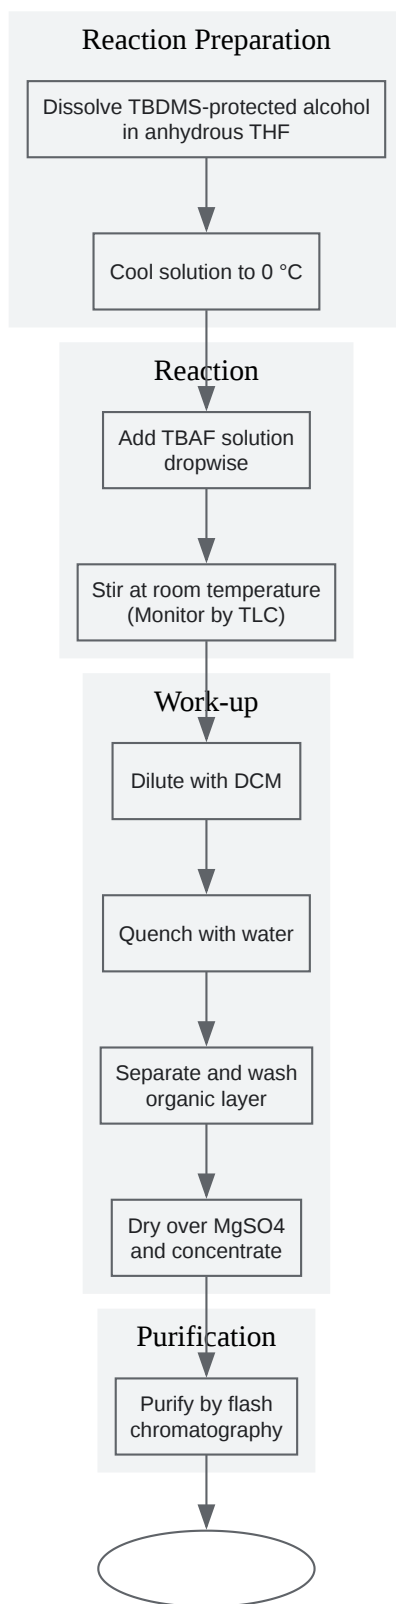 Reaction Preparation
Dissolve TBDMS-protected alcohol
in anhydrous THF
Cool solution to 0 °C
Reaction
Add TBAF solution
dropwise
Stir at room temperature
(Monitor by TLC)
Work-up
Dilute with DCM
Quench with water
Separate and wash
organic layer
Dry over MgSO4
and concentrate
Purification
Purify by flash
chromatography